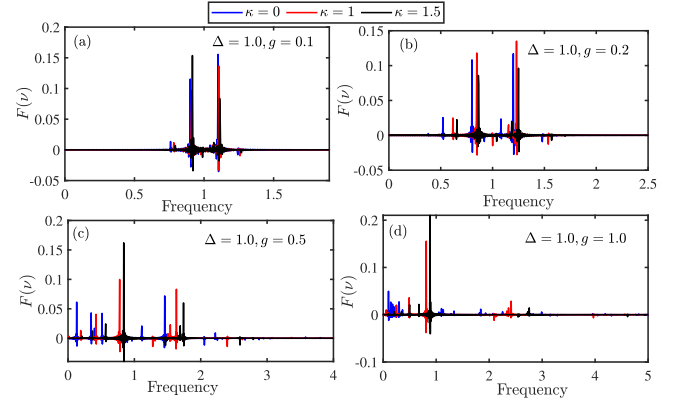 κ = 0 κ = 1 κ = 1.5
(a)
Δ = 1.0, g = 0.1
F(ν)
0.2
0.15
0.1
0.05
0
-0.05
0 0.5 1 1.5
Frequency
(b)
Δ = 1.0, g = 0.2
F(ν)
0.15
0.1
0.05
0
-0.05
0 0.5 1 1.5 2 2.5
Frequency
(c)
Δ = 1.0, g = 0.5
F(ν)
0.2
0.15
0.1
0.05
0
0 1 2 3 4
Frequency
(d)
Δ = 1.0, g = 1.0
F(ν)
0.2
0.1
0
-0.1
0 1 2 3 4 5
Frequency